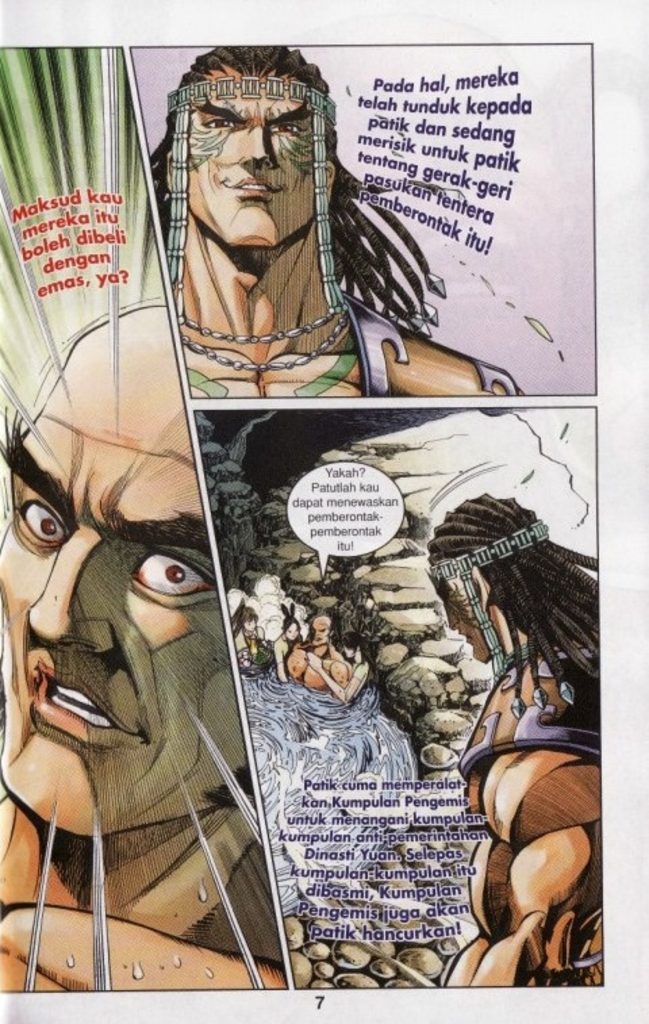 Maksud kau
mereka itu
boleh dibeli
dengan
emas, ya?
Pada hal, mereka
telah tunduk kepada
patik dan sedang
merisik untuk patik
tentang gerak-geri
pasukan tentera
pemberontak itu!
Yakah?
Patutlah kau
dapat menewaskan
pemberontak-
pemberontak
itu!
Patik cuma memperalat-
kan Kumpulan Pengemis
untuk menangani kumpulan-
kumpulan anti-pemerintahan
Dinasti Yuan. Selepas
kumpulan-kumpulan itu
dibasmi, Kumpulan
Pengemis juga akan
patik hancurkan!
7